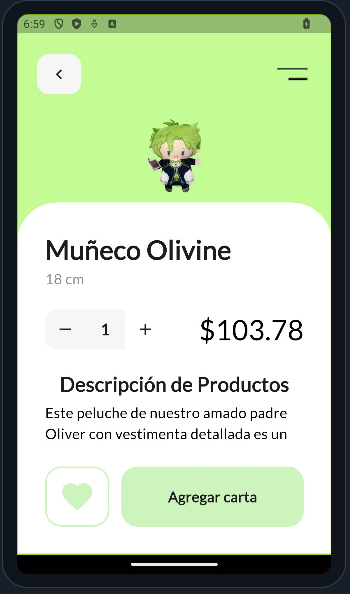 6:59
Muñeco Olivine
18 cm
− 1 + $103.78
Descripción de Productos
Este peluche de nuestro amado padre
Oliver con vestimenta detallada es un
Agregar carta